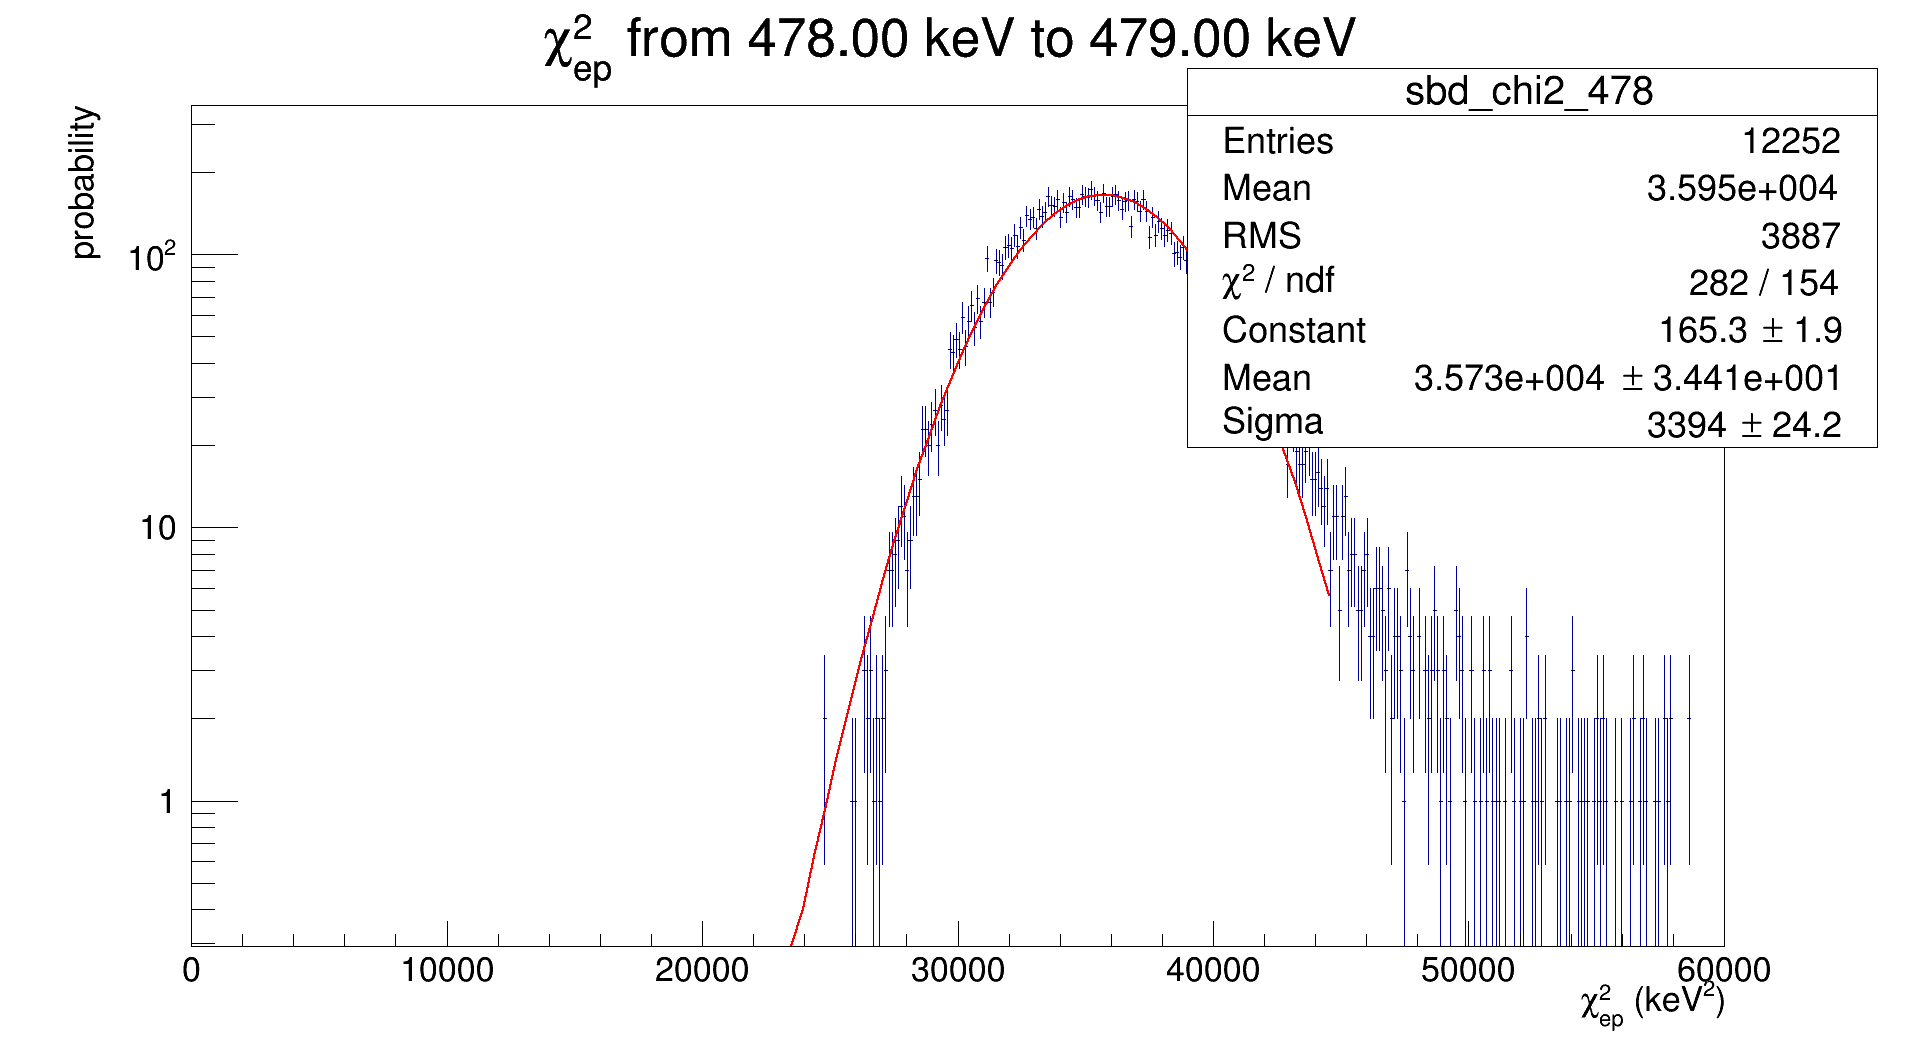 χ²ep from 478.00 keV to 479.00 keV
probability
sbd_chi2_478
Entries 12252
Mean 3.595e+004
RMS 3887
χ² / ndf 282 / 154
Constant 165.3 ± 1.9
Mean 3.573e+004 ± 3.441e+001
Sigma 3394 ± 24.2
10²
10
1
0 10000 20000 30000 40000 50000 60000
χ²ep (keV²)